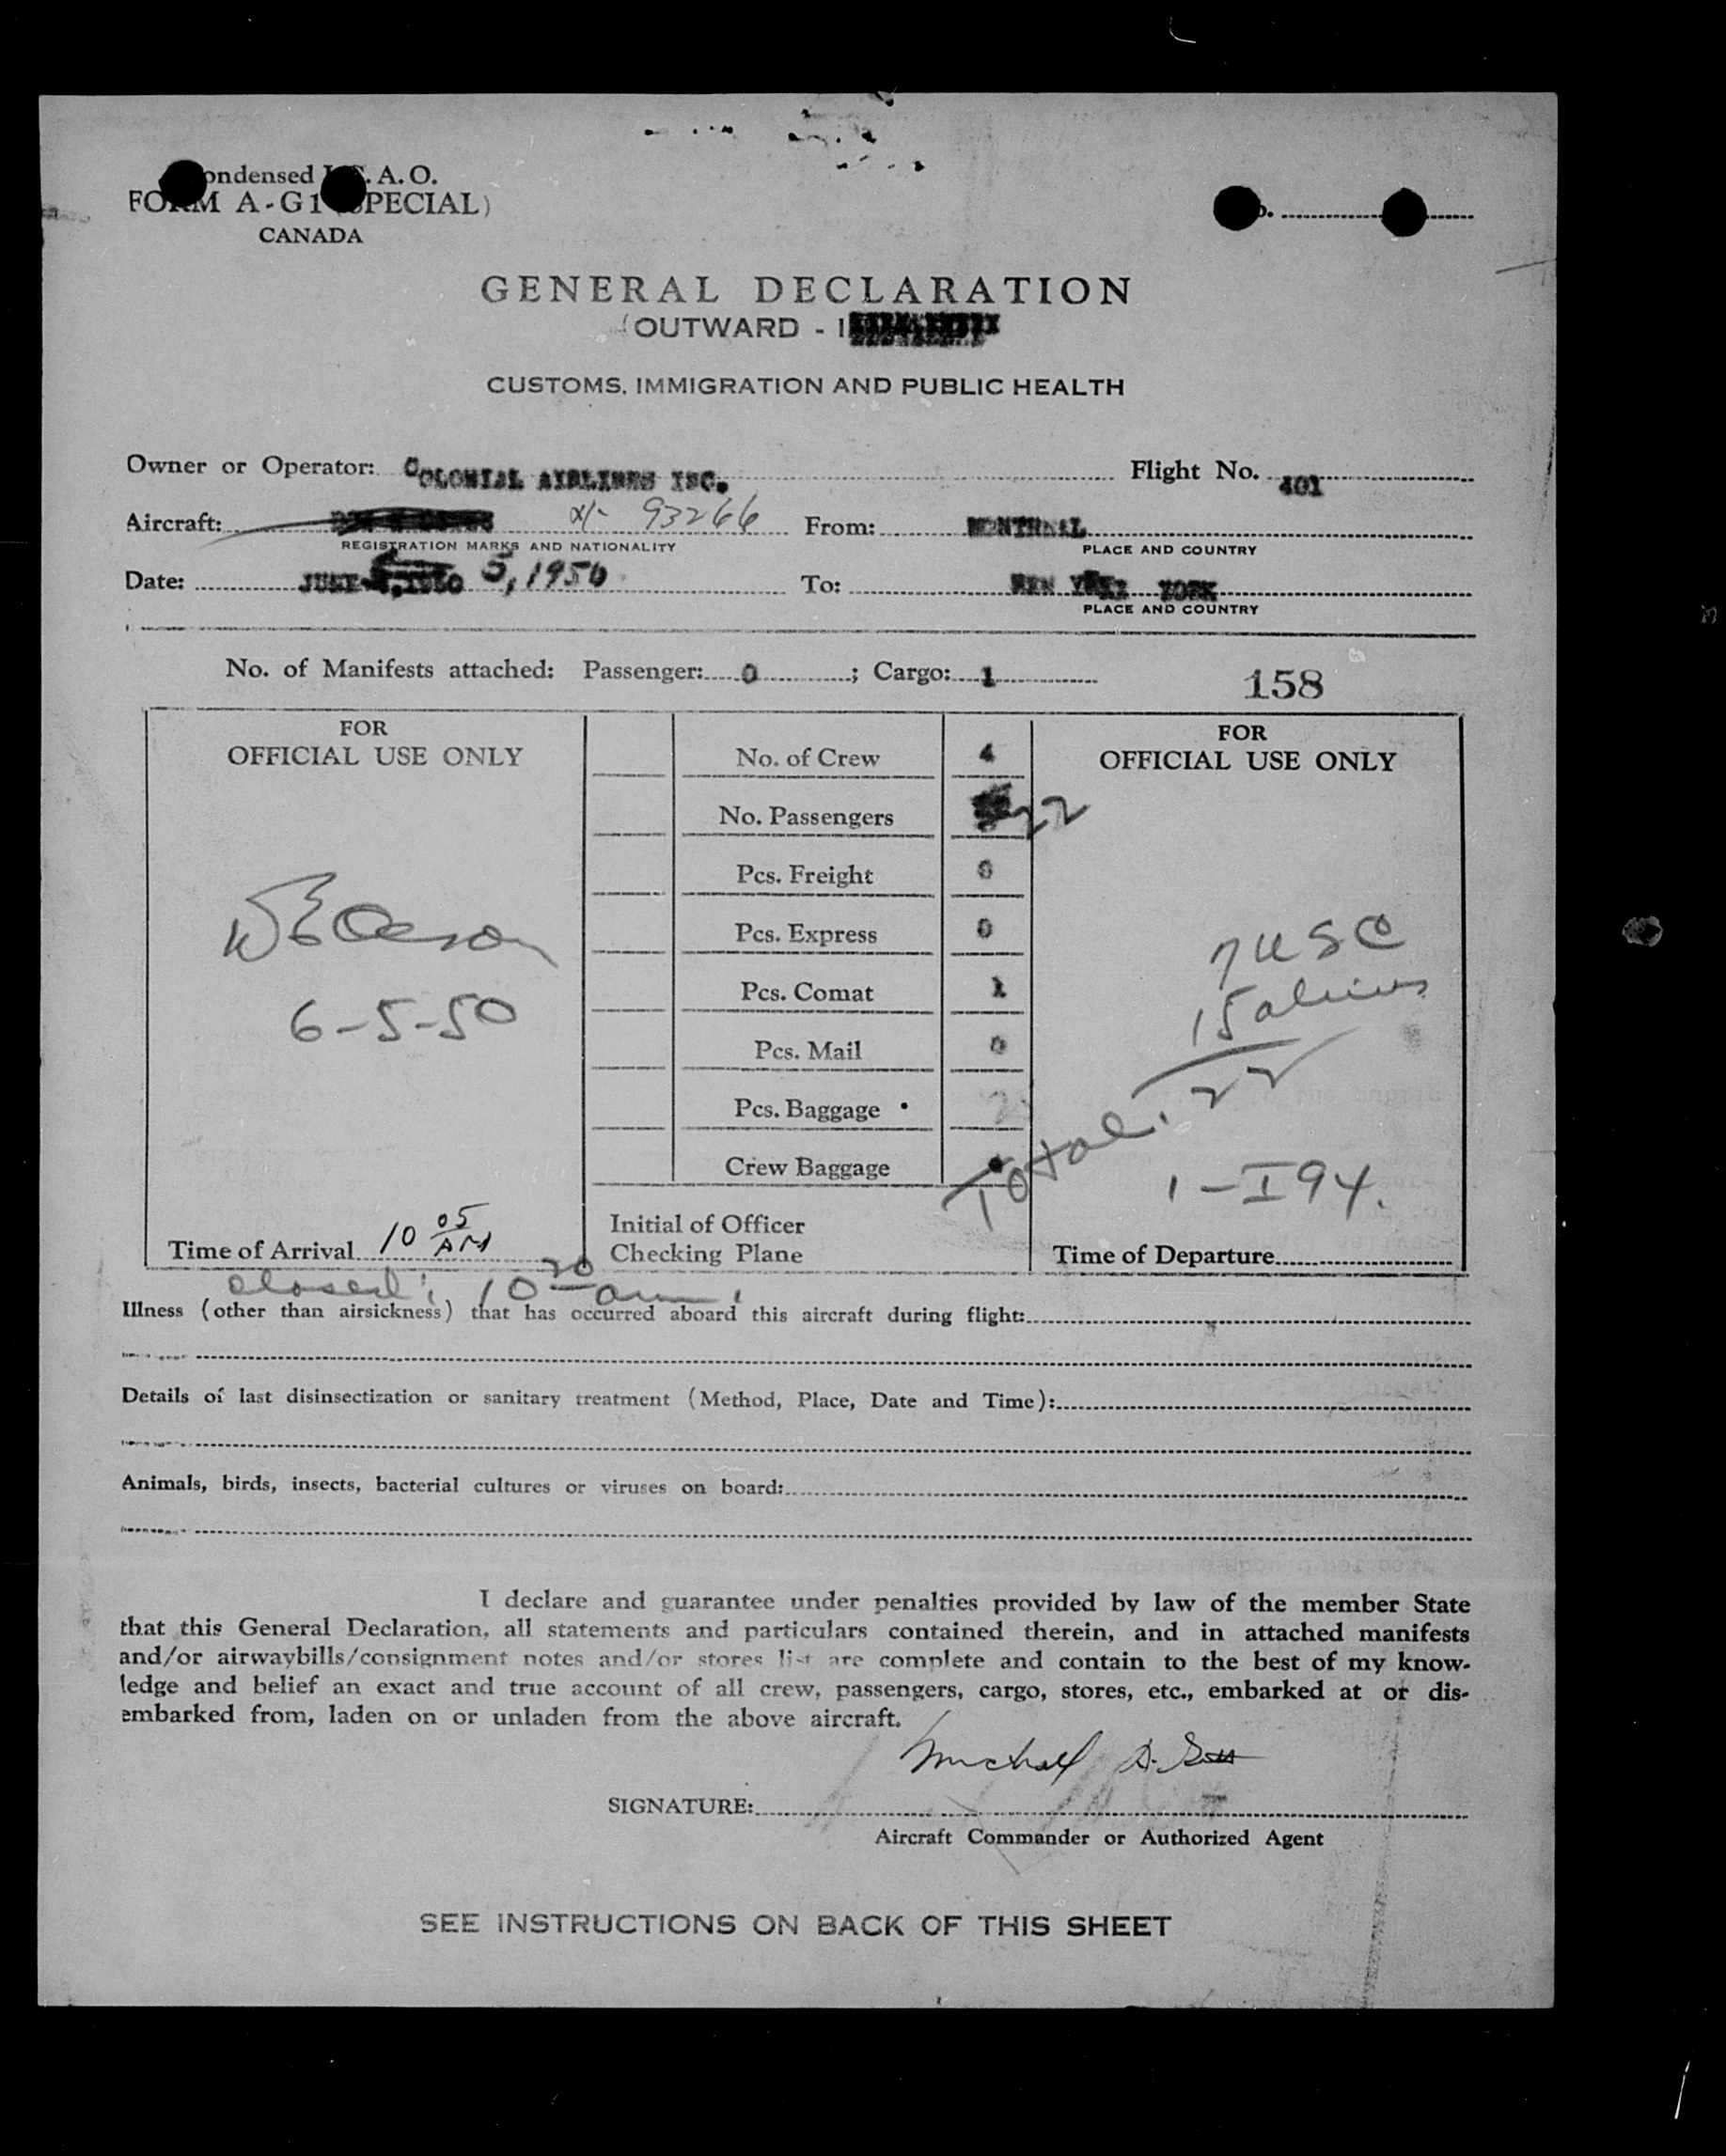 ondensed I. . A. O.
FORM A-G1 (SPECIAL)
CANADA
GENERAL DECLARATION
(OUTWARD - I
CUSTOMS, IMMIGRATION AND PUBLIC HEALTH
Owner or Operator: COLONIAL AIRLINES INC. Flight No. 401
Aircraft: 93266 From: MONTREAL
REGISTRATION MARKS AND NATIONALITY PLACE AND COUNTRY
Date: 5, 1950 To: NEW YORK
PLACE AND COUNTRY
No. of Manifests attached: Passenger: 0 ; Cargo: 1 158
FOR
OFFICIAL USE ONLY
6-5-50
Time of Arrival 10 05 AM
closed: 10 20 am.
No. of Crew 4
No. Passengers 22
Pcs. Freight 0
Pcs. Express 0
Pcs. Comat 1
Pcs. Mail 0
Pcs. Baggage
Crew Baggage
Initial of Officer
Checking Plane
FOR
OFFICIAL USE ONLY
7 USC
15 aliens
Total: 22
1-I94.
Time of Departure
Illness (other than airsickness) that has occurred aboard this aircraft during flight:
Details of last disinsectization or sanitary treatment (Method, Place, Date and Time):
Animals, birds, insects, bacterial cultures or viruses on board:
I declare and guarantee under penalties provided by law of the member State
that this General Declaration, all statements and particulars contained therein, and in attached manifests
and/or airwaybills/consignment notes and/or stores list are complete and contain to the best of my know-
ledge and belief an exact and true account of all crew, passengers, cargo, stores, etc., embarked at or dis-
embarked from, laden on or unladen from the above aircraft.
Michael D.
SIGNATURE:
Aircraft Commander or Authorized Agent
SEE INSTRUCTIONS ON BACK OF THIS SHEET